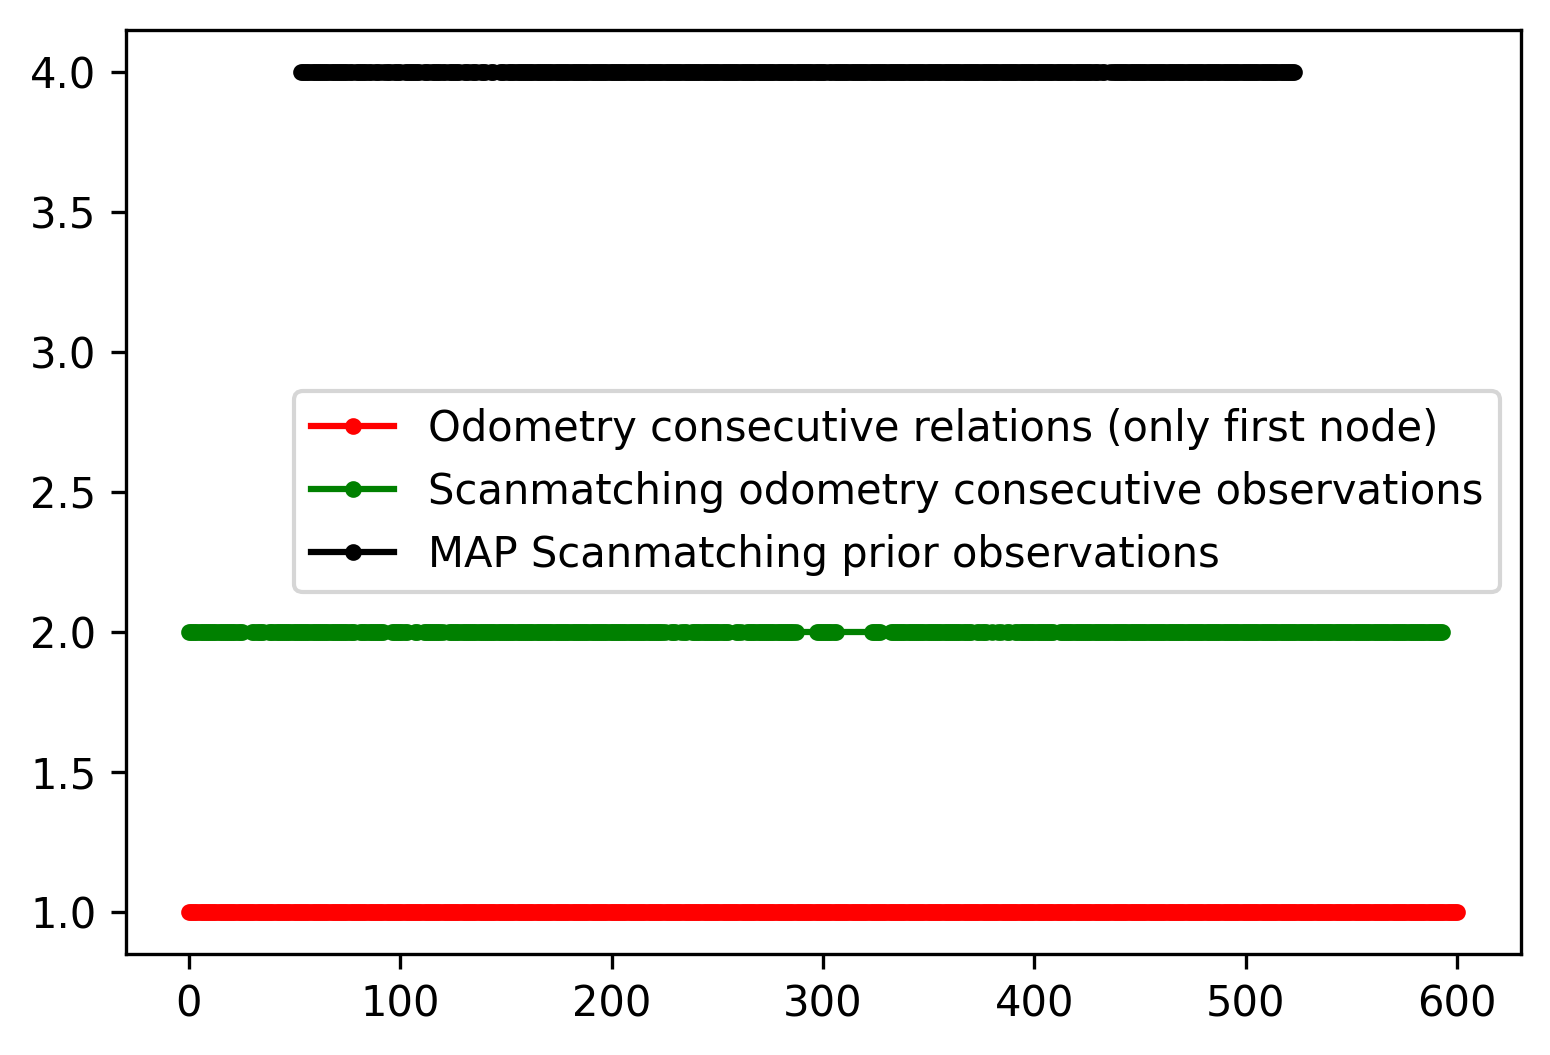 4.0
3.5
3.0
Odometry consecutive relations (only first node)
Scanmatching odometry consecutive observations
MAP Scanmatching prior observations
2.5
2.0
1.5
1.0
0 100 200 300 400 500 600